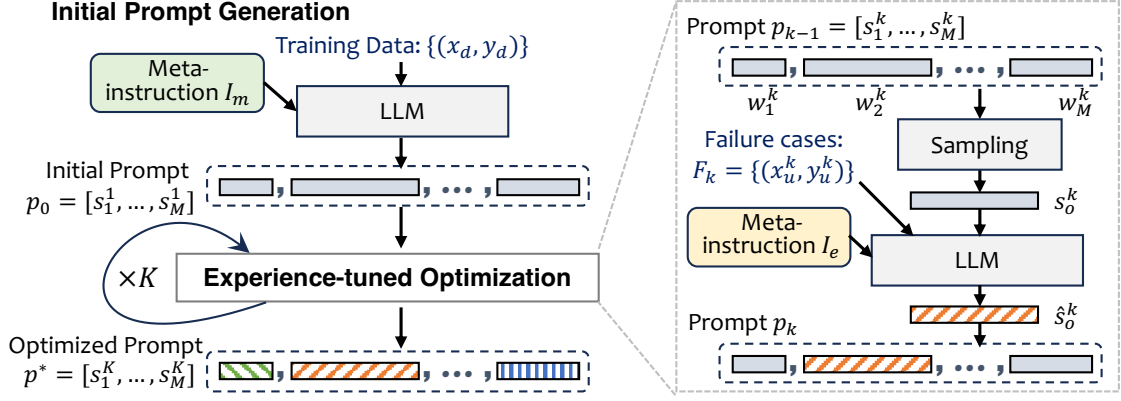 Initial Prompt Generation
Training Data: {(x_d, y_d)}
Meta-
instruction I_m
LLM
Initial Prompt
p_0 = [s_1^1, ..., s_M^1]
, , ... ,
×K
Experience-tuned Optimization
Optimized Prompt
p* = [s_1^K, ..., s_M^K]
, , ... ,
Prompt p_{k-1} = [s_1^k, ..., s_M^k]
, , ... ,
w_1^k w_2^k w_M^k
Failure cases:
F_k = {(x_u^k, y_u^k)}
Sampling
s_o^k
Meta-
instruction I_e
LLM
ŝ_o^k
Prompt p_k
, , ... ,